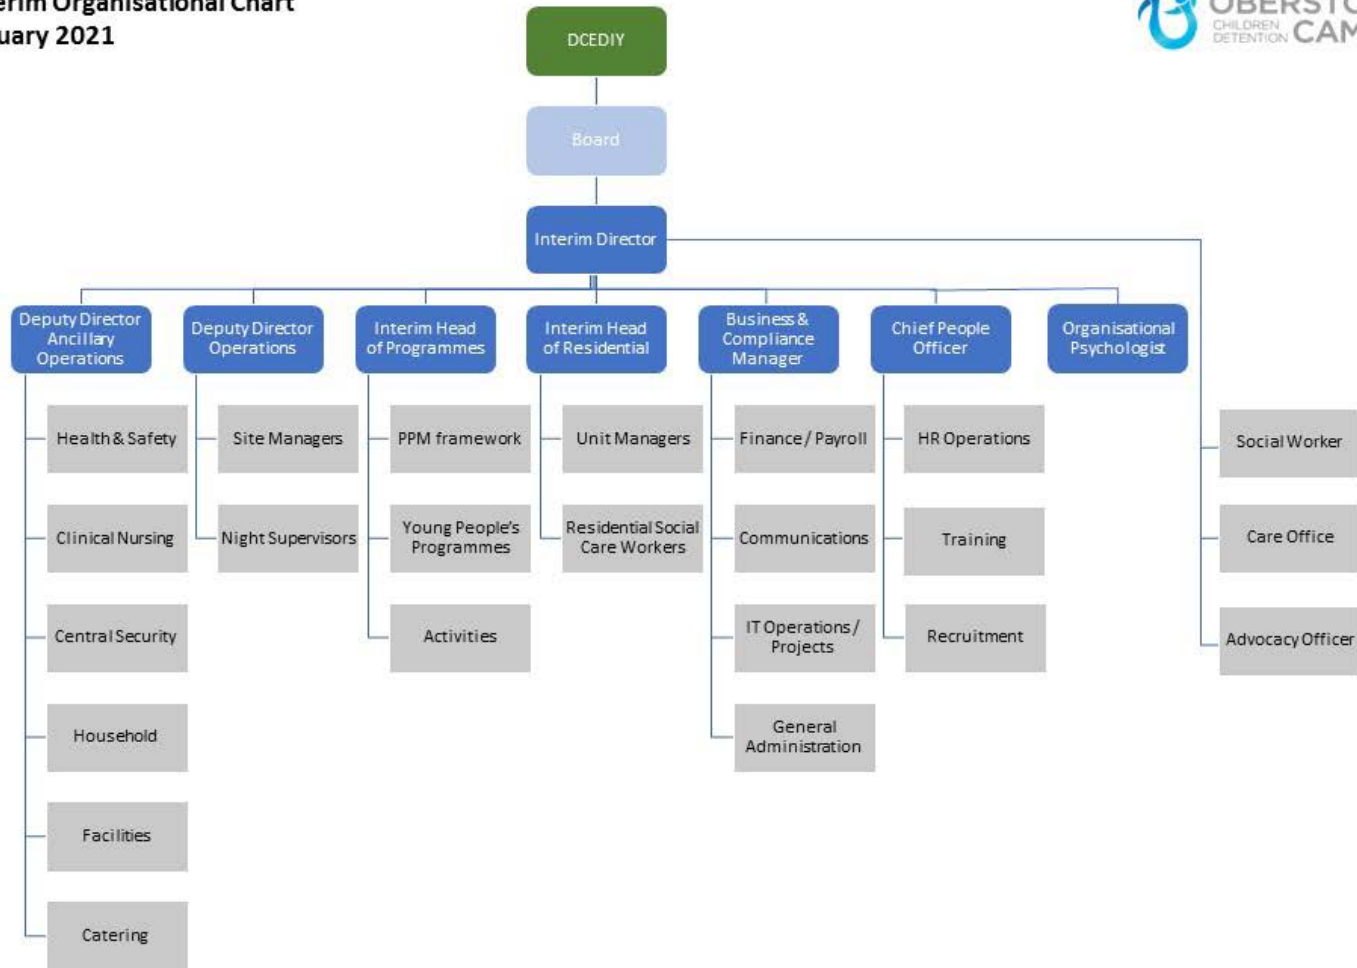 Organisational Chart
2021
OBERSTO
CHILDREN
DETENTION CAM
DCEDIY
Board
Interim Director
Deputy Director
Ancillary
Operations
Deputy Director
Operations
Interim Head
of Programmes
Interim Head
of Residential
Business &
Compliance
Manager
Chief People
Officer
Organisational
Psychologist
Health & Safety
Clinical Nursing
Central Security
Household
Facilities
Catering
Site Managers
Night Supervisors
PPM framework
Young People's
Programmes
Activities
Unit Managers
Residential Social
Care Workers
Finance / Payroll
Communications
IT Operations /
Projects
General
Administration
HR Operations
Training
Recruitment
Social Worker
Care Office
Advocacy Officer